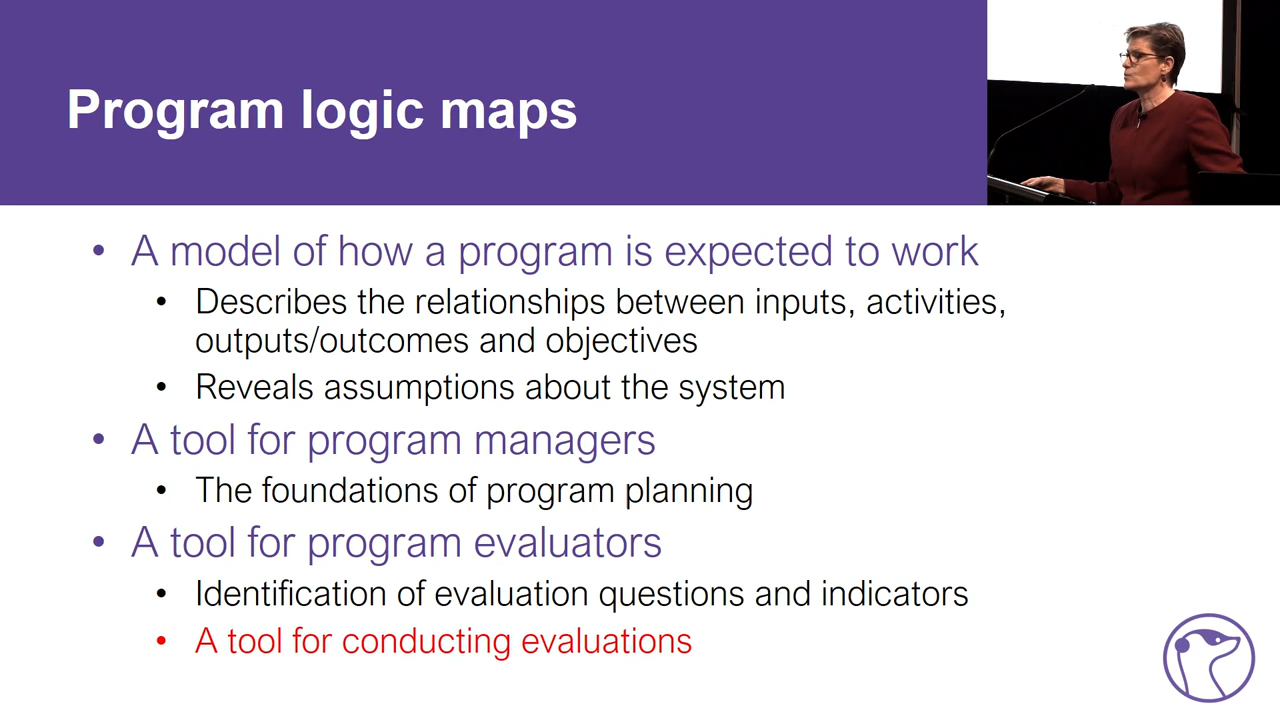 Program logic maps
• A model of how a program is expected to work
• Describes the relationships between inputs, activities,
outputs/outcomes and objectives
• Reveals assumptions about the system
• A tool for program managers
• The foundations of program planning
• A tool for program evaluators
• Identification of evaluation questions and indicators
• A tool for conducting evaluations